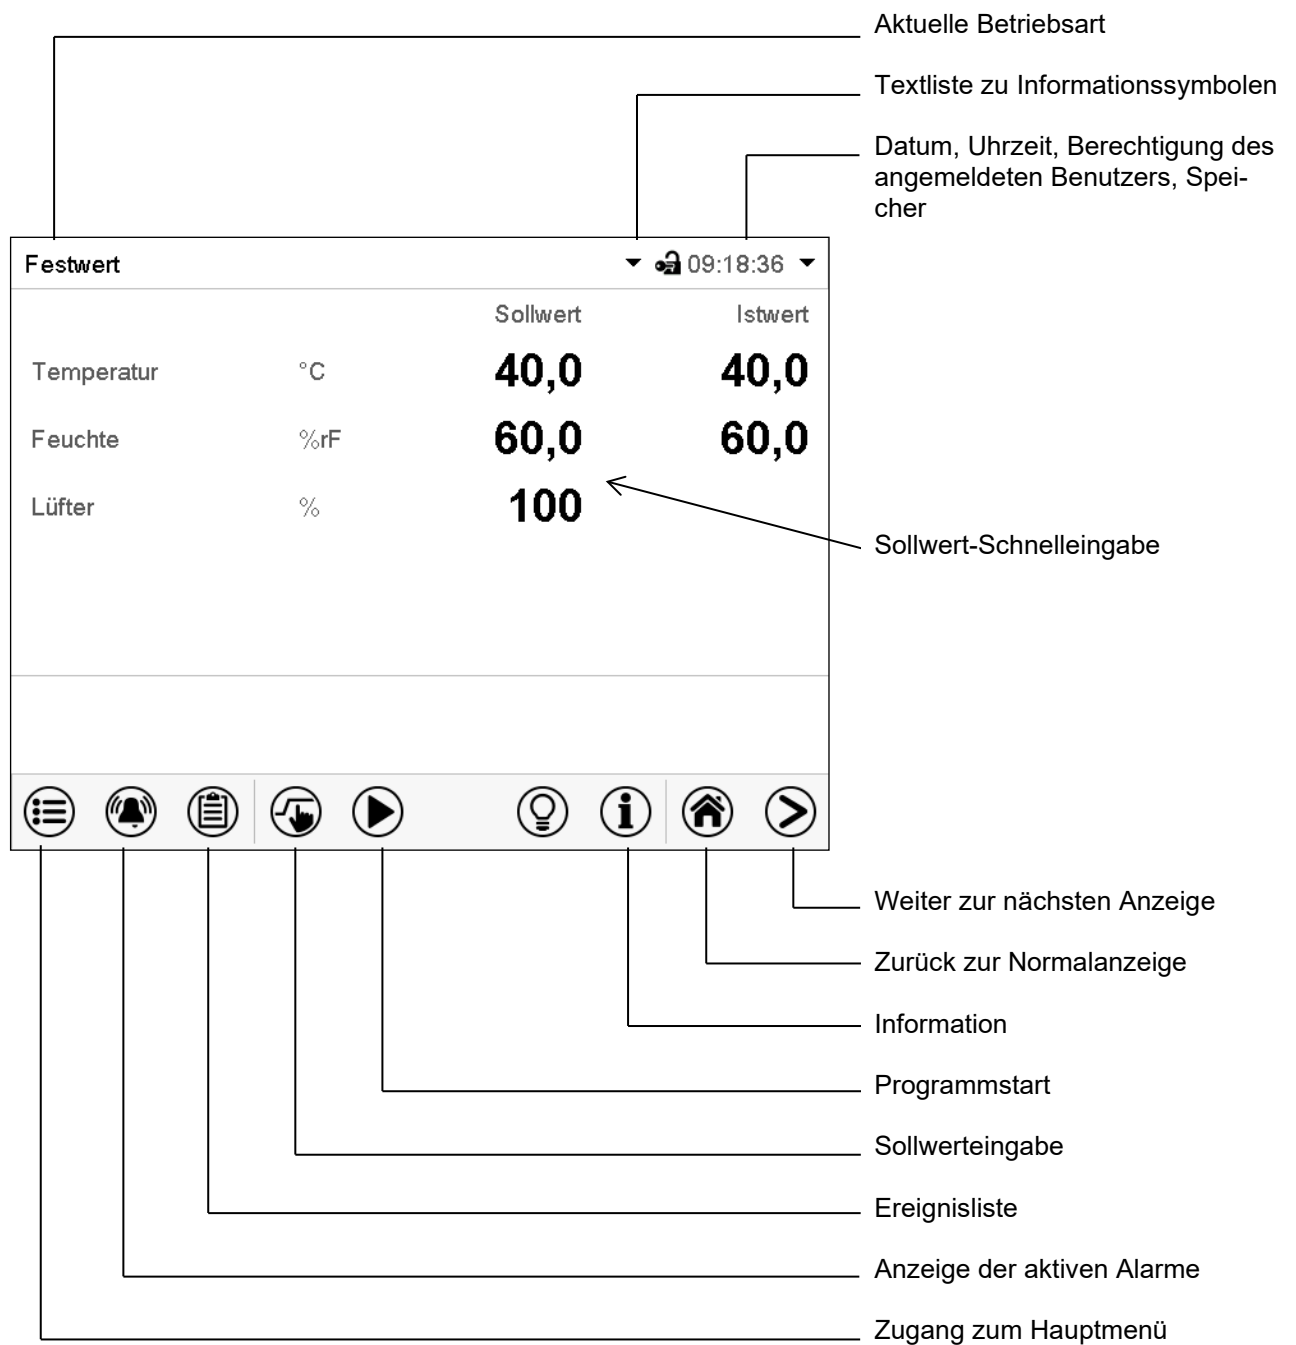 Aktuelle Betriebsart
Textliste zu Informationssymbolen
Datum, Uhrzeit, Berechtigung des
angemeldeten Benutzers, Spei-
cher
Festwert 09:18:36
Sollwert Istwert
Temperatur °C 40,0 40,0
Feuchte %rF 60,0 60,0
Lüfter % 100
Sollwert-Schnelleingabe
Weiter zur nächsten Anzeige
Zurück zur Normalanzeige
Information
Programmstart
Sollwerteingabe
Ereignisliste
Anzeige der aktiven Alarme
Zugang zum Hauptmenü